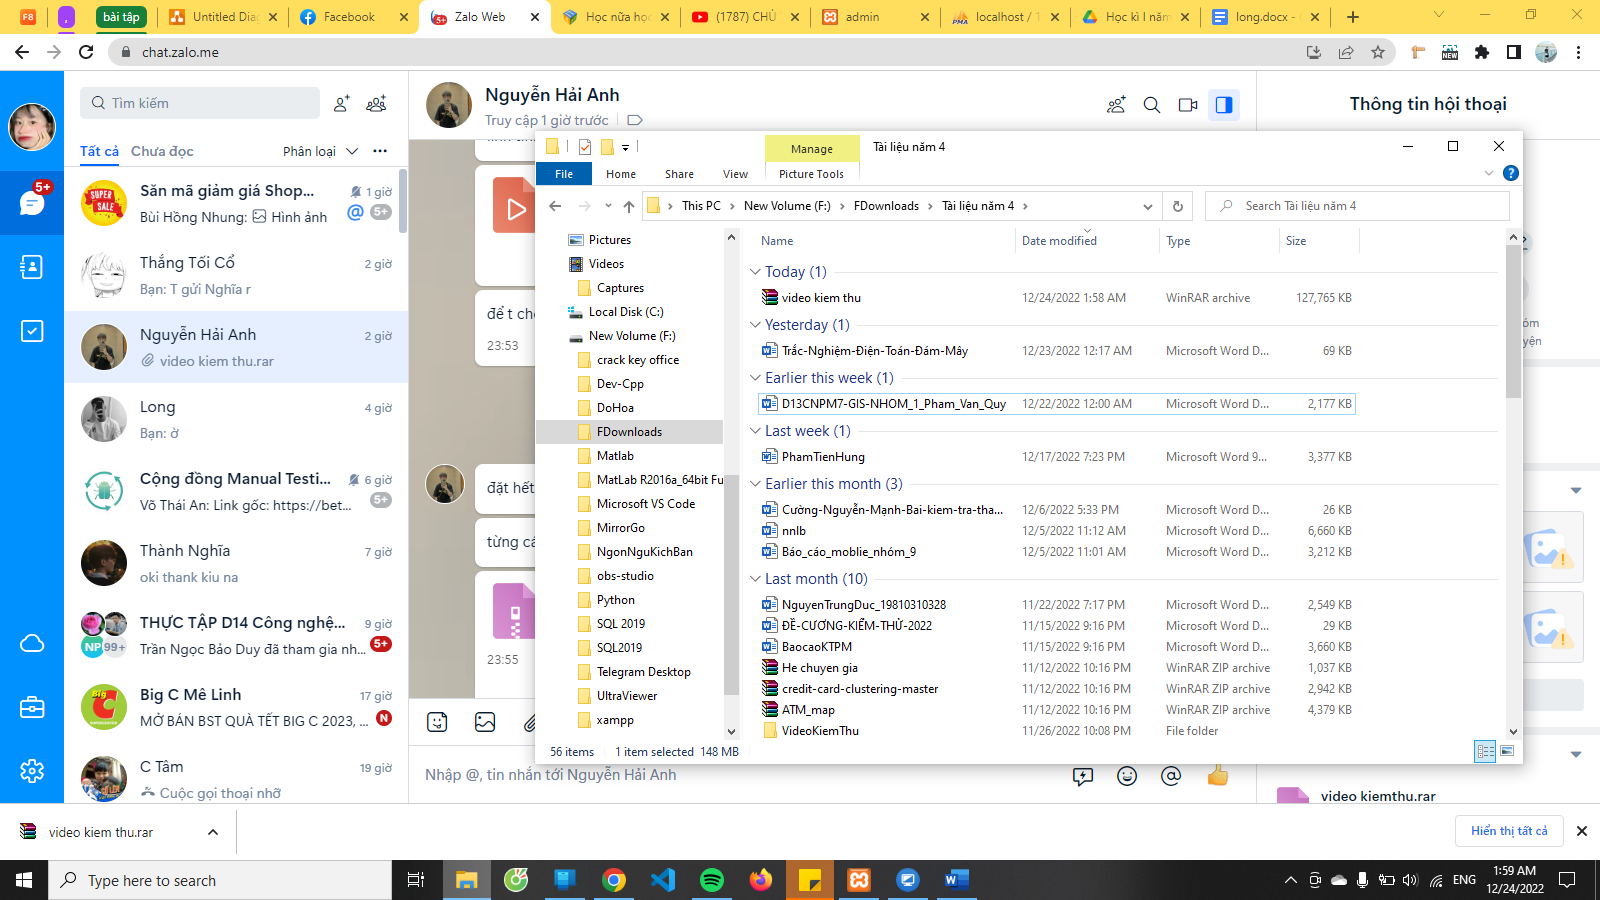 F8
bài tập
Untitled Dia
Facebook
Zalo Web
Học nữa họ
(1787) CHÚ
admin
localhost / 1
Học kì I năm
long.docx -
chat.zalo.me
Tìm kiếm
Tất cả
Chưa đọc
Phân loại
5+
Săn mã giảm giá Shop...
1 giờ
Bùi Hồng Nhung: Hình ảnh
5+
Thắng Tối Cổ
2 giờ
Bạn: T gửi Nghĩa r
Nguyễn Hải Anh
2 giờ
video kiem thu.rar
Long
4 giờ
Bạn: ờ
Cộng đồng Manual Testi...
6 giờ
Võ Thái An: Link gốc: https://bet...
5+
Thành Nghĩa
7 giờ
oki thank kiu na
THỰC TẬP D14 Công nghệ...
9 giờ
NP 99+
Trần Ngọc Bảo Duy đã tham gia nh...
5+
Big C Mê Linh
17 giờ
MỞ BÁN BST QUÀ TẾT BIG C 2023, ...
N
C Tâm
19 giờ
Cuộc gọi thoại nhỡ
Nguyễn Hải Anh
Truy cập 1 giờ trước
Thông tin hội thoại
để t ch
23:53
đặt hết
từng cá
23:55
Nhập @, tin nhắn tới Nguyễn Hải Anh
video kiemthu.rar
Manage
Tài liệu năm 4
File
Home
Share
View
Picture Tools
This PC
New Volume (F:)
FDownloads
Tài liệu năm 4
Search Tài liệu năm 4
Pictures
Videos
Captures
Local Disk (C:)
New Volume (F:)
crack key office
Dev-Cpp
DoHoa
FDownloads
Matlab
MatLab R2016a_64bit Fu
Microsoft VS Code
MirrorGo
NgonNguKichBan
obs-studio
Python
SQL 2019
SQL2019
Telegram Desktop
UltraViewer
xampp
Name
Date modified
Type
Size
Today (1)
video kiem thu 12/24/2022 1:58 AM WinRAR archive 127,765 KB
Yesterday (1)
Trắc-Nghiệm-Điện-Toán-Đám-Mây 12/23/2022 12:17 AM Microsoft Word D... 69 KB
Earlier this week (1)
D13CNPM7-GIS-NHOM_1_Pham_Van_Quy 12/22/2022 12:00 AM Microsoft Word D... 2,177 KB
Last week (1)
PhamTienHung 12/17/2022 7:23 PM Microsoft Word 9... 3,377 KB
Earlier this month (3)
Cường-Nguyễn-Mạnh-Bai-kiem-tra-tha... 12/6/2022 5:33 PM Microsoft Word D... 26 KB
nnlb 12/5/2022 11:12 AM Microsoft Word D... 6,660 KB
Báo_cáo_moblie_nhóm_9 12/5/2022 11:01 AM Microsoft Word D... 3,212 KB
Last month (10)
NguyenTrungDuc_19810310328 11/22/2022 7:17 PM Microsoft Word D... 2,549 KB
ĐỀ-CƯƠNG-KIỂM-THỬ-2022 11/15/2022 9:16 PM Microsoft Word D... 29 KB
BaocaoKTPM 11/15/2022 9:16 PM Microsoft Word D... 3,660 KB
He chuyen gia 11/12/2022 10:16 PM WinRAR ZIP archive 1,037 KB
credit-card-clustering-master 11/12/2022 10:16 PM WinRAR ZIP archive 2,942 KB
ATM_map 11/12/2022 10:16 PM WinRAR ZIP archive 4,379 KB
VideoKiemThu 11/26/2022 10:08 PM File folder
56 items
1 item selected 148 MB
video kiem thu.rar
Hiển thị tất cả
Type here to search
ENG
1:59 AM
12/24/2022